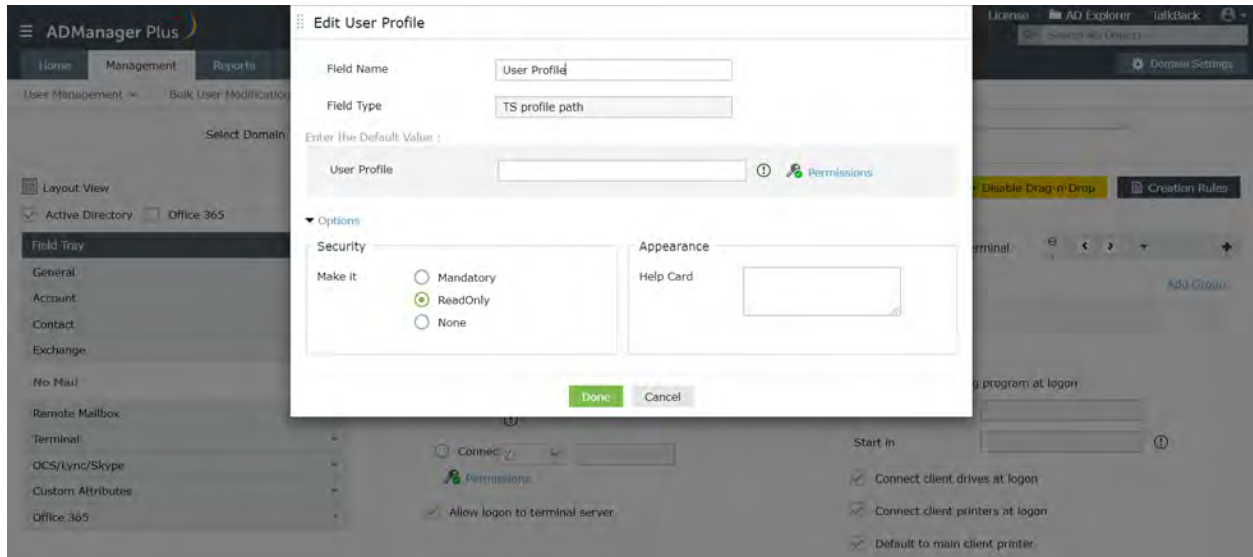 Edit User Profile
License AD Explorer TalkBack
ADManager Plus
Search AD Objects
Home Management Reports
Domain Settings
Field Name User Profile
User Management Bulk User Modification
Field Type TS profile path
Select Domain
Enter the Default Value :
User Profile Permissions
Layout View
Disable Drag-n-Drop Creation Rules
Active Directory Office 365
Options
Field Tray
Security
Appearance
erminal
General
Make it Mandatory
Help Card
Add Group
Account
ReadOnly
Contact
None
Exchange
No Mail
g program at logon
Done Cancel
Remote Mailbox
Terminal
Start in
Connec
OCS/Lync/Skype
Permissions
Connect client drives at logon
Custom Attributes
Office 365
Allow logon to terminal server
Connect client printers at logon
Default to main client printer